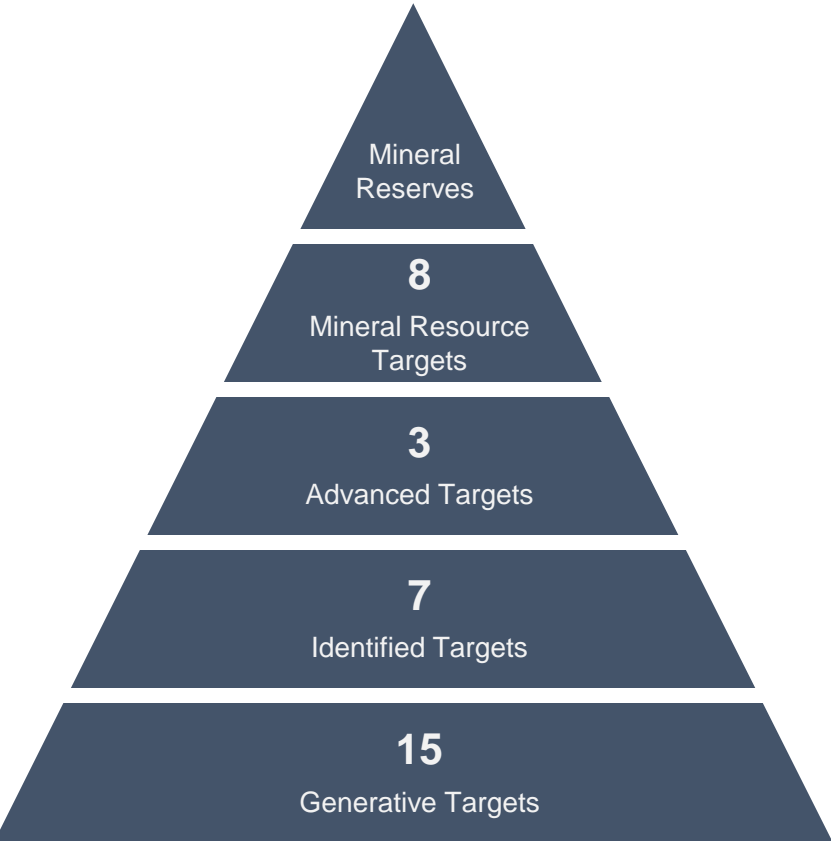 Mineral
Reserves
8
Mineral Resource
Targets
3
Advanced Targets
7
Identified Targets
15
Generative Targets